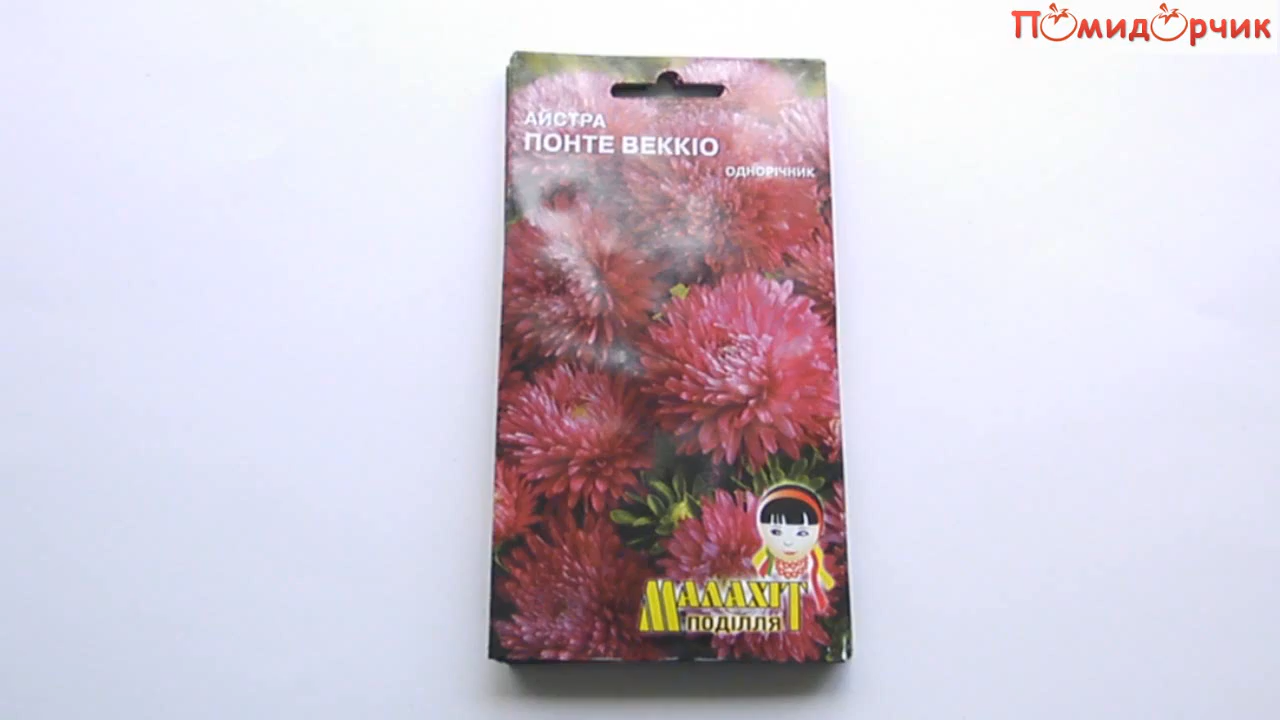 Помидорчик
АЙСТРА
ПОНТЕ ВЕККІО
ОДНОРІЧНИК
МАЛАХІТ
ПОДІЛЛЯ